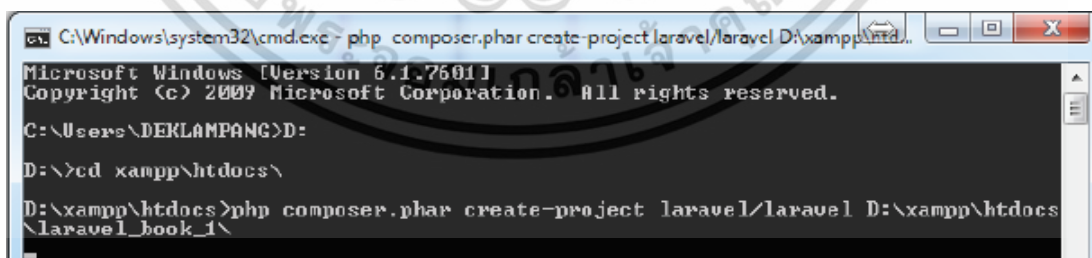 C:\Windows\system32\cmd.exe - php composer.phar create-project laravel/laravel D:\xampp\htd...
Microsoft Windows [Version 6.1.7601]
Copyright (c) 2009 Microsoft Corporation. All rights reserved.
C:\Users\DEKLAMPANG>D:
D:\>cd xampp\htdocs\
D:\xampp\htdocs>php composer.phar create-project laravel/laravel D:\xampp\htdocs
\laravel_book_1\